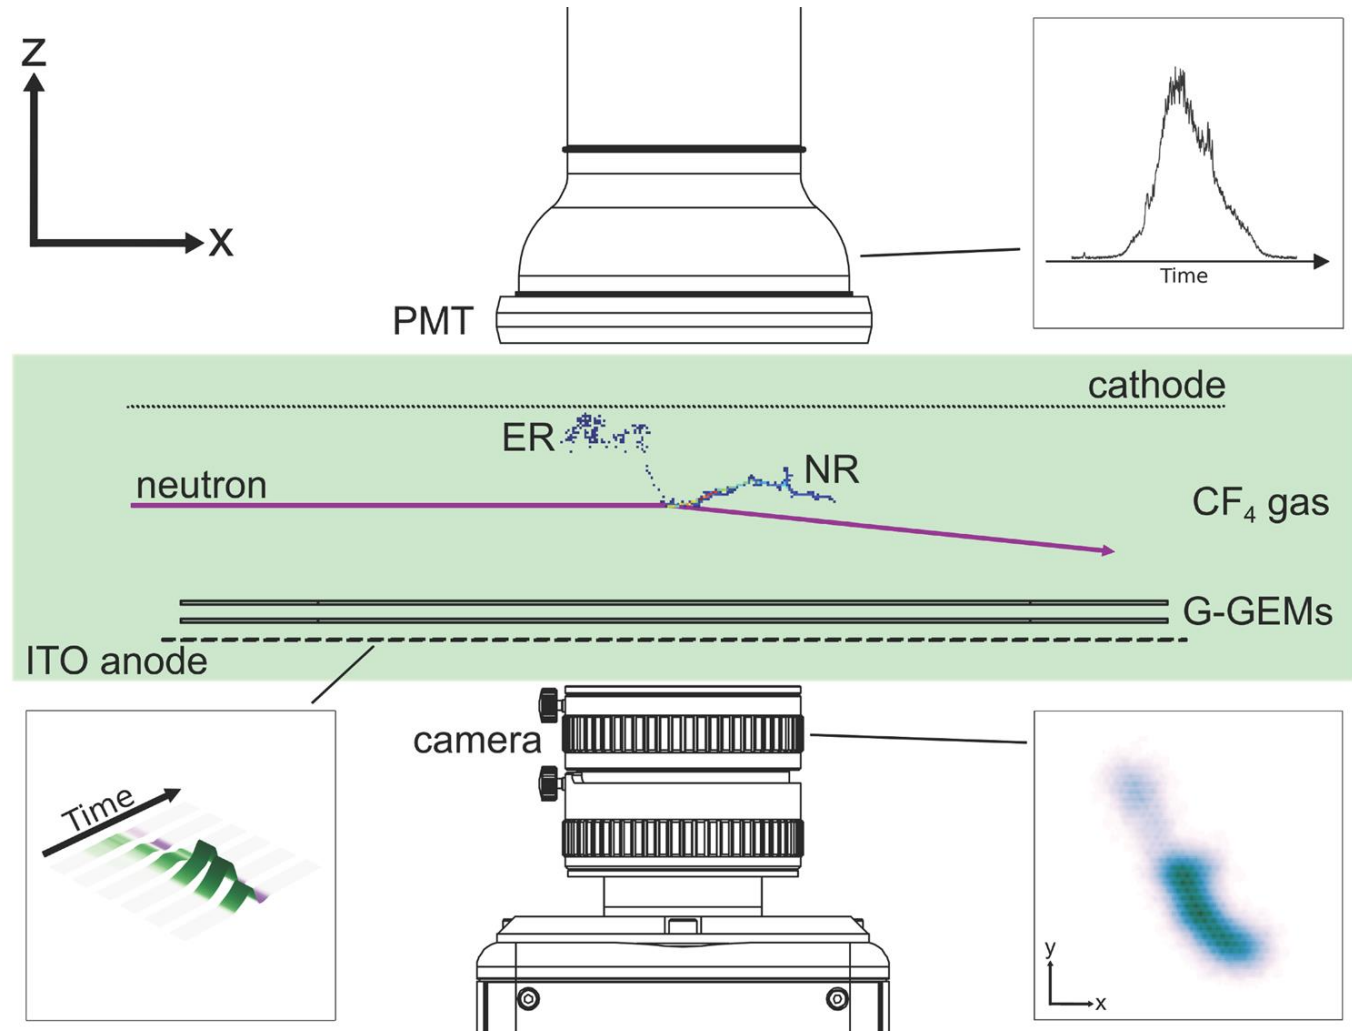 z
x
Time
PMT
cathode
ER
NR
neutron
CF₄ gas
G-GEMs
ITO anode
camera
Time
y
x